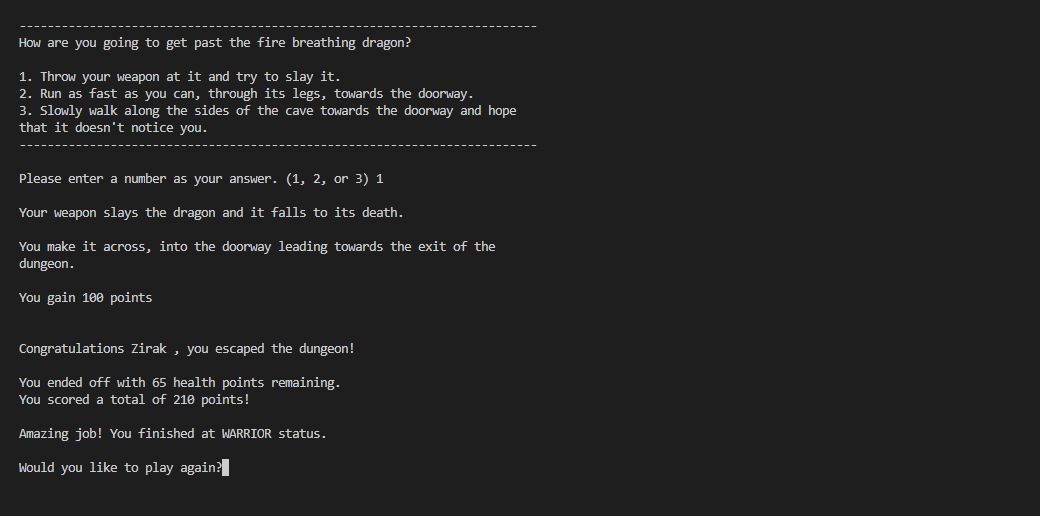 --------------------------------------------------------------------------
How are you going to get past the fire breathing dragon?
1. Throw your weapon at it and try to slay it.
2. Run as fast as you can, through its legs, towards the doorway.
3. Slowly walk along the sides of the cave towards the doorway and hope
that it doesn't notice you.
--------------------------------------------------------------------------
Please enter a number as your answer. (1, 2, or 3) 1
Your weapon slays the dragon and it falls to its death.
You make it across, into the doorway leading towards the exit of the
dungeon.
You gain 100 points
Congratulations Zirak , you escaped the dungeon!
You ended off with 65 health points remaining.
You scored a total of 210 points!
Amazing job! You finished at WARRIOR status.
Would you like to play again?